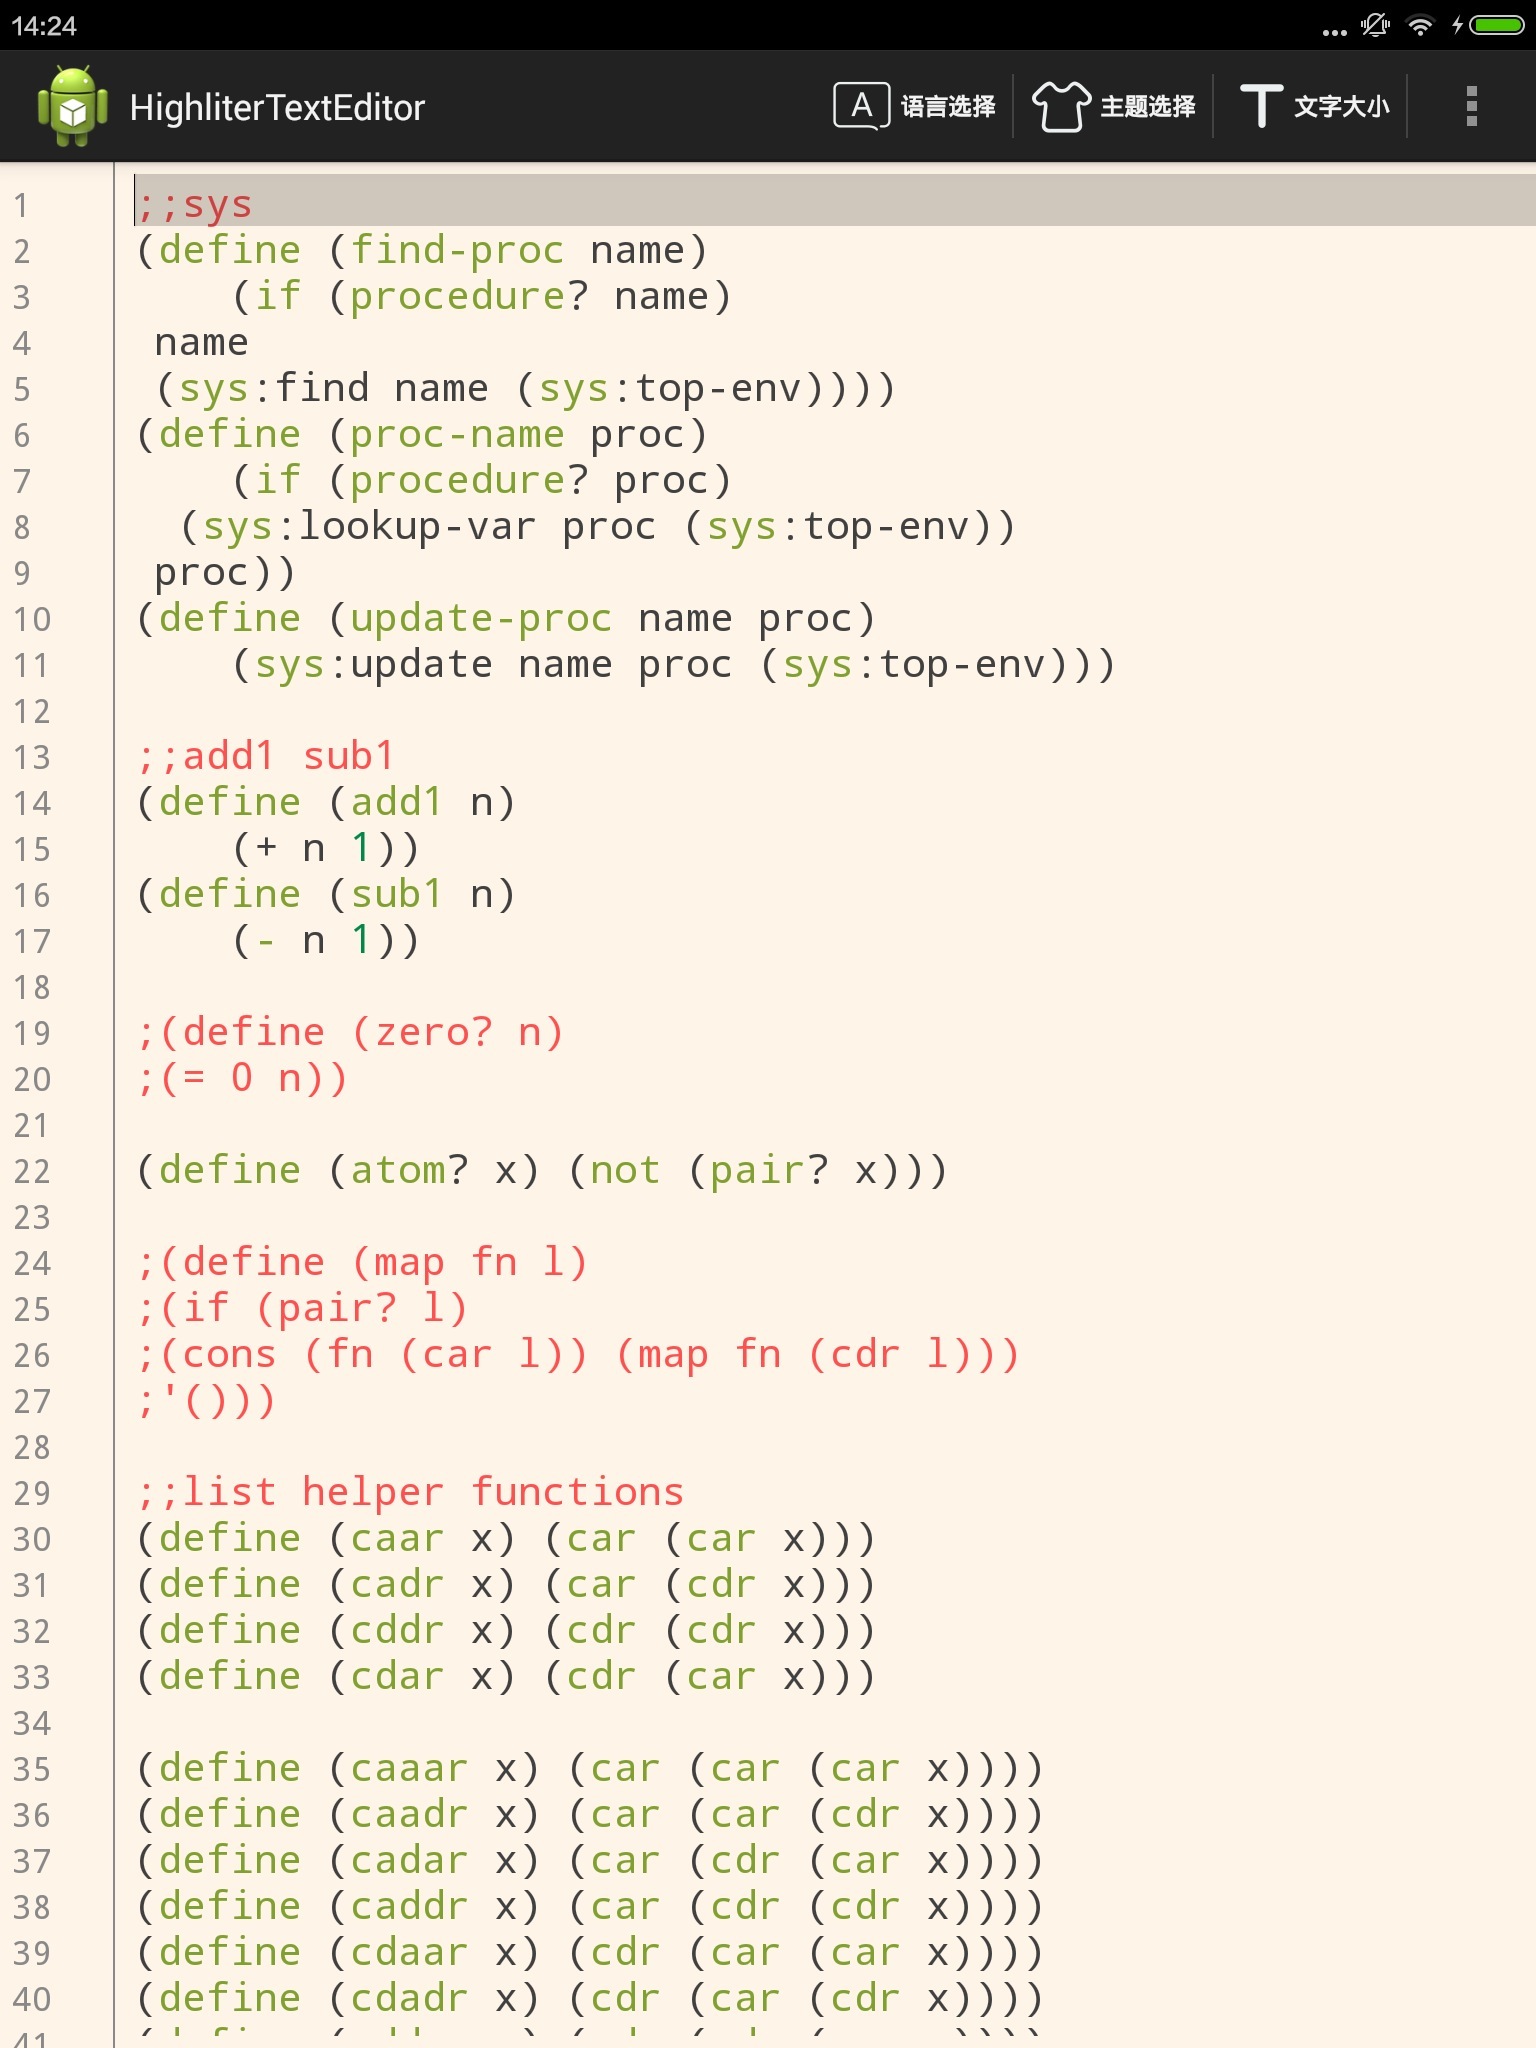 14:24
HighliterTextEditor
A 语言选择 主题选择 文字大小
1 ;;sys
2 (define (find-proc name)
3     (if (procedure? name)
4  name
5  (sys:find name (sys:top-env))))
6 (define (proc-name proc)
7     (if (procedure? proc)
8   (sys:lookup-var proc (sys:top-env))
9  proc))
10 (define (update-proc name proc)
11     (sys:update name proc (sys:top-env)))
12
13 ;;add1 sub1
14 (define (add1 n)
15     (+ n 1))
16 (define (sub1 n)
17     (- n 1))
18
19 ;(define (zero? n)
20 ;(= 0 n))
21
22 (define (atom? x) (not (pair? x)))
23
24 ;(define (map fn l)
25 ;(if (pair? l)
26 ;(cons (fn (car l)) (map fn (cdr l)))
27 ;'()))
28
29 ;;list helper functions
30 (define (caar x) (car (car x)))
31 (define (cadr x) (car (cdr x)))
32 (define (cddr x) (cdr (cdr x)))
33 (define (cdar x) (cdr (car x)))
34
35 (define (caaar x) (car (car (car x))))
36 (define (caadr x) (car (car (cdr x))))
37 (define (cadar x) (car (cdr (car x))))
38 (define (caddr x) (car (cdr (cdr x))))
39 (define (cdaar x) (cdr (car (car x))))
40 (define (cdadr x) (cdr (car (cdr x))))
41